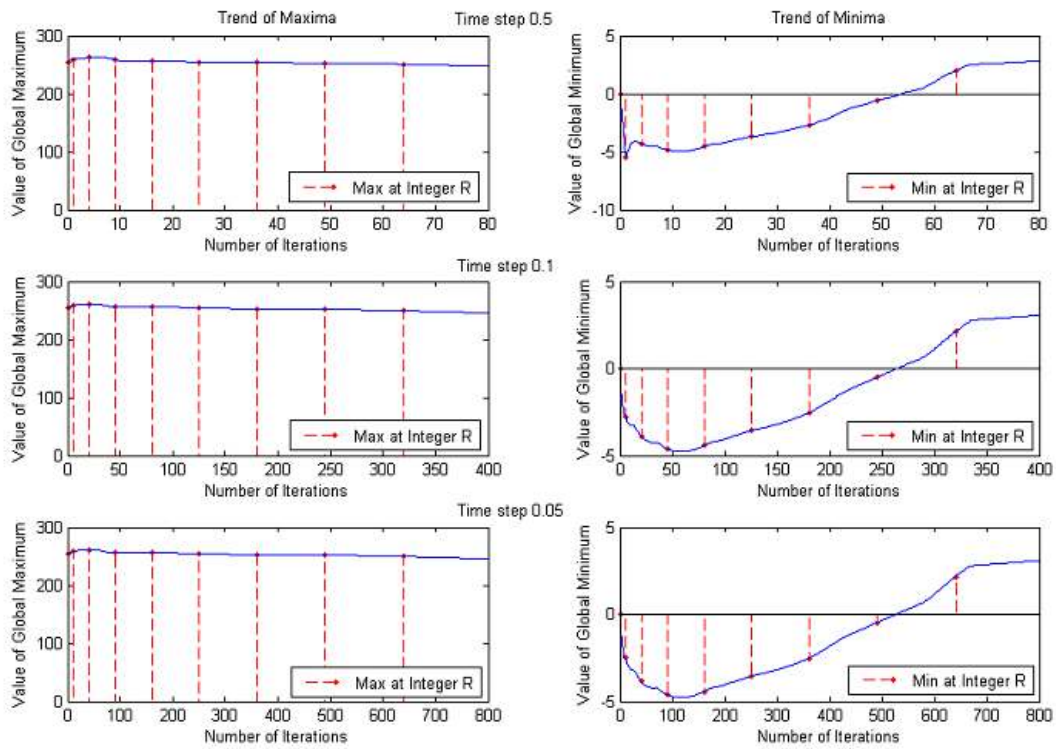 Trend of Maxima
Time step 0.5
Trend of Minima
Value of Global Maximum
300
200
100
0
Max at Integer R
0 10 20 30 40 50 60 70 80
Number of Iterations
Value of Global Minimum
5
0
-5
-10
Min at Integer R
0 10 20 30 40 50 60 70 80
Number of Iterations
Time step 0.1
Value of Global Maximum
300
200
100
0
Max at Integer R
0 50 100 150 200 250 300 350 400
Number of Iterations
Value of Global Minimum
5
0
-5
Min at Integer R
0 50 100 150 200 250 300 350 400
Number of Iterations
Time step 0.05
Value of Global Maximum
300
200
100
0
Max at Integer R
0 100 200 300 400 500 600 700 800
Number of Iterations
Value of Global Minimum
5
0
-5
Min at Integer R
0 100 200 300 400 500 600 700 800
Number of Iterations